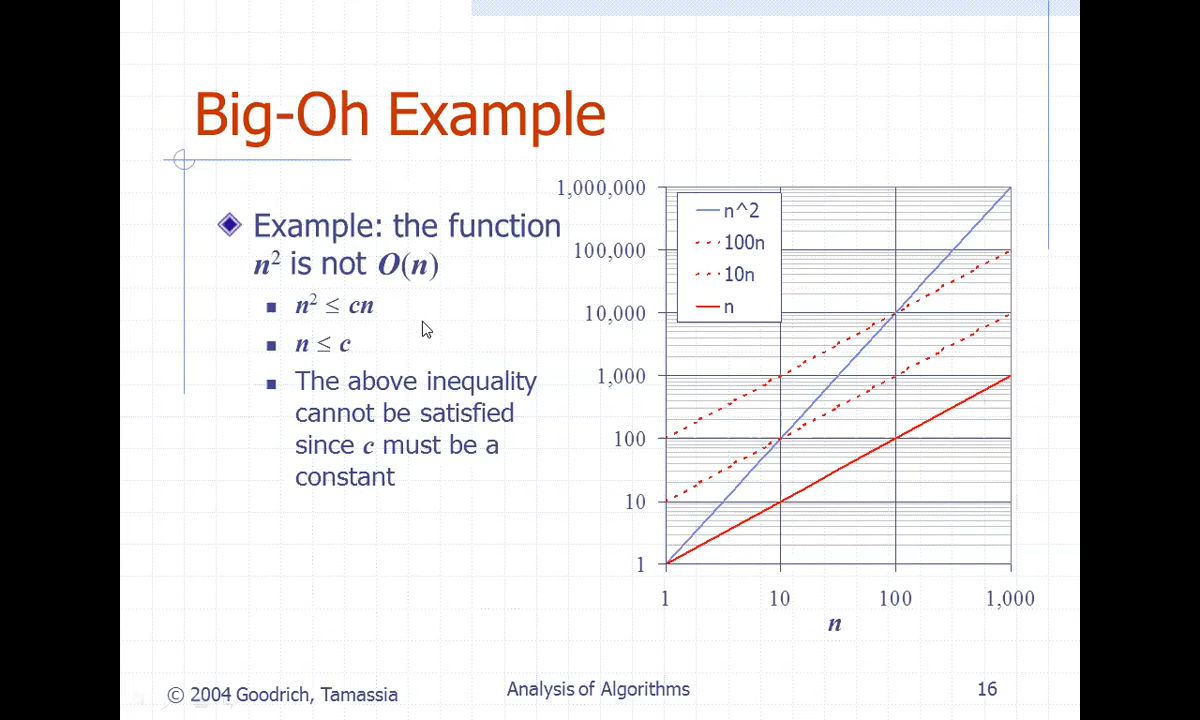 Big-Oh Example
Example: the function
n² is not O(n)
n² ≤ cn
n ≤ c
The above inequality
cannot be satisfied
since c must be a
constant
1,000,000
100,000
10,000
1,000
100
10
1
n^2
100n
10n
n
1 10 100 1,000
n
© 2004 Goodrich, Tamassia
Analysis of Algorithms
16